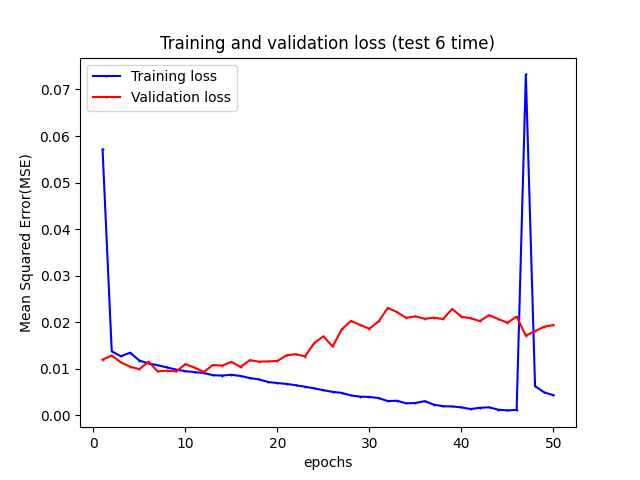 Training and validation loss (test 6 time)
Training loss
Validation loss
Mean Squared Error(MSE)
0.07
0.06
0.05
0.04
0.03
0.02
0.01
0.00
0 10 20 30 40 50
epochs